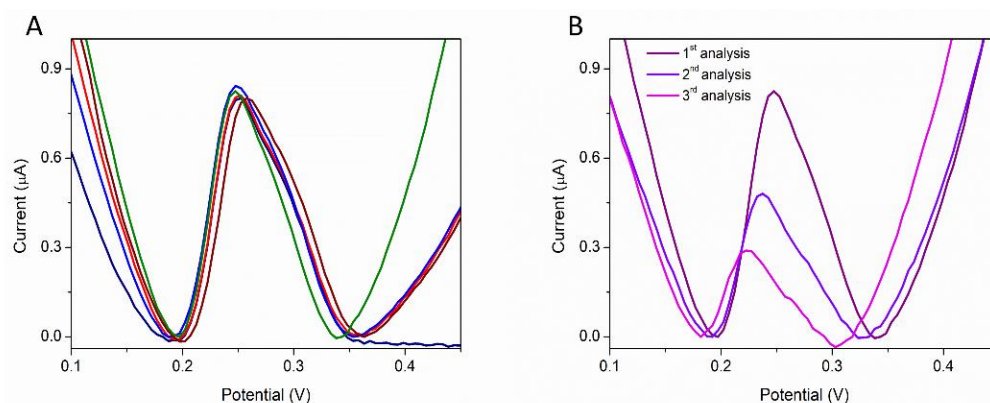 A
Current (μA)
0.9
0.6
0.3
0.0
0.1
0.2
0.3
0.4
Potential (V)
B
1st analysis
2nd analysis
3rd analysis
Current (μA)
0.9
0.6
0.3
0.0
0.1
0.2
0.3
0.4
Potential (V)